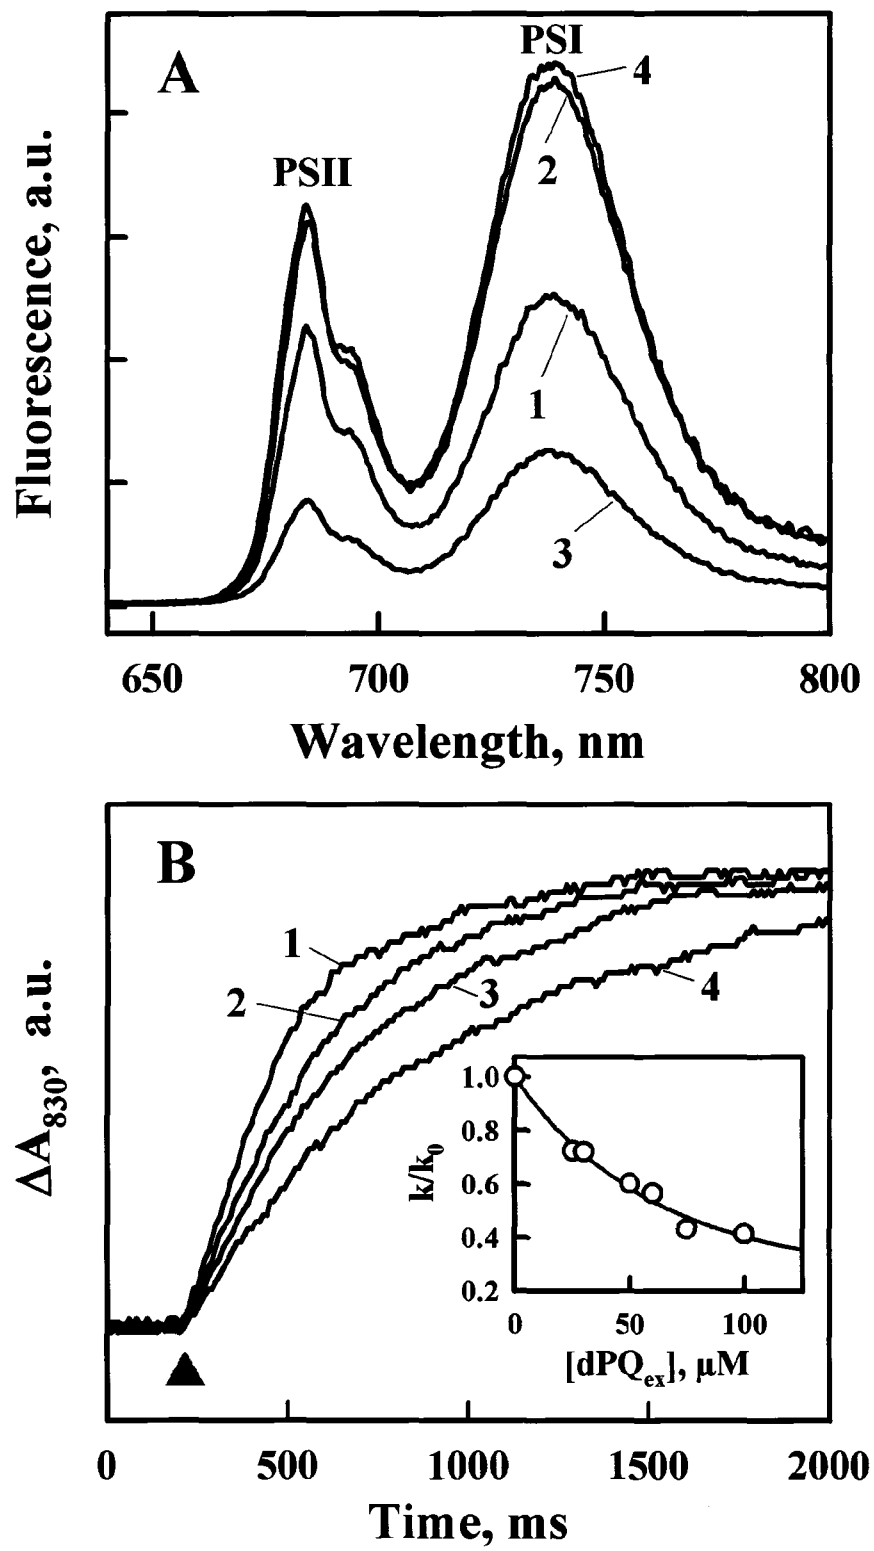 A
PSI
4
PSII
2
1
3
Fluorescence, a.u.
650 700 750 800
Wavelength, nm
B
1
2
3
4
ΔA830, a.u.
1.0
0.8
0.6
0.4
0.2
k/k0
0 50 100
[dPQex], μM
0 500 1000 1500 2000
Time, ms